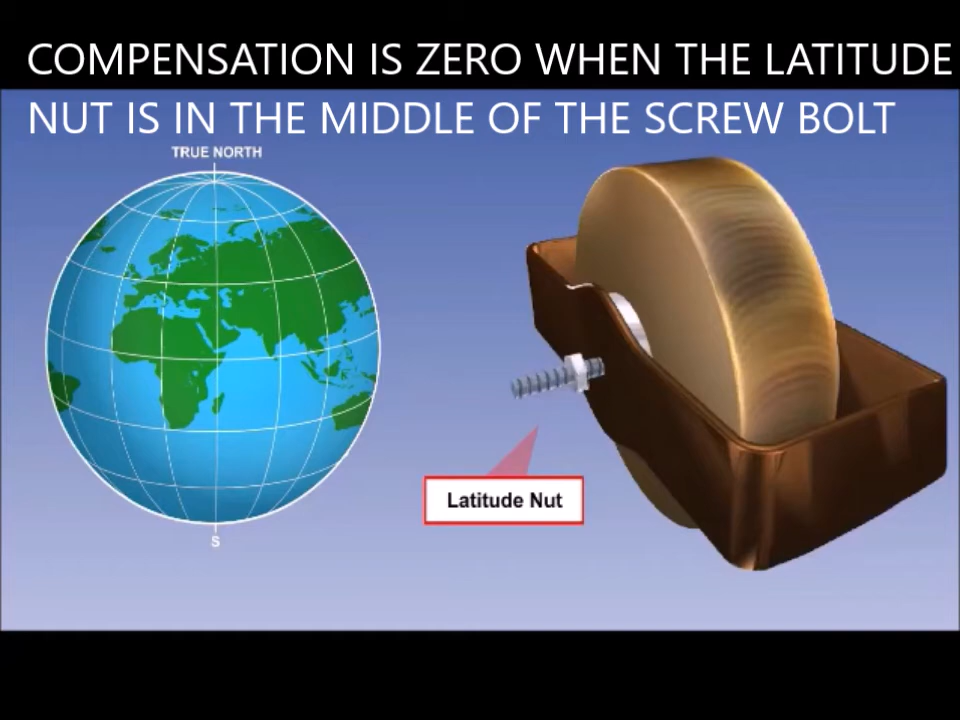 COMPENSATION IS ZERO WHEN THE LATITUDE
NUT IS IN THE MIDDLE OF THE SCREW BOLT
TRUE NORTH
Latitude Nut
S